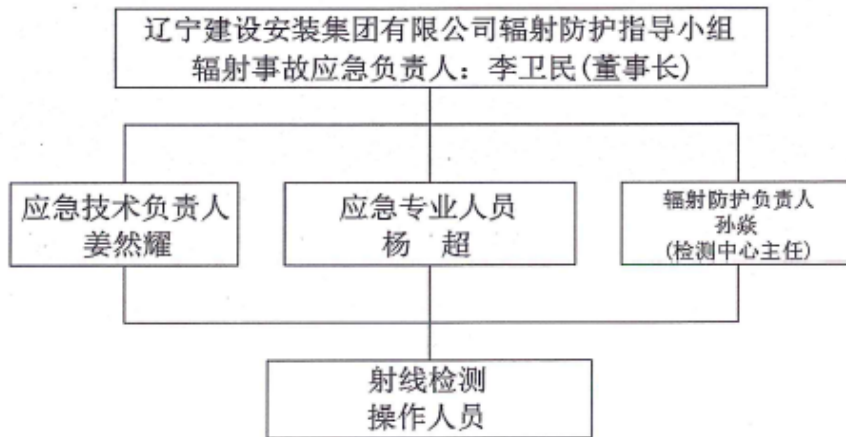 辽宁建设安装集团有限公司辐射防护指导小组
辐射事故应急负责人：李卫民(董事长)
应急技术负责人
姜然耀
应急专业人员
杨 超
辐射防护负责人
孙焱
(检测中心主任)
射线检测
操作人员